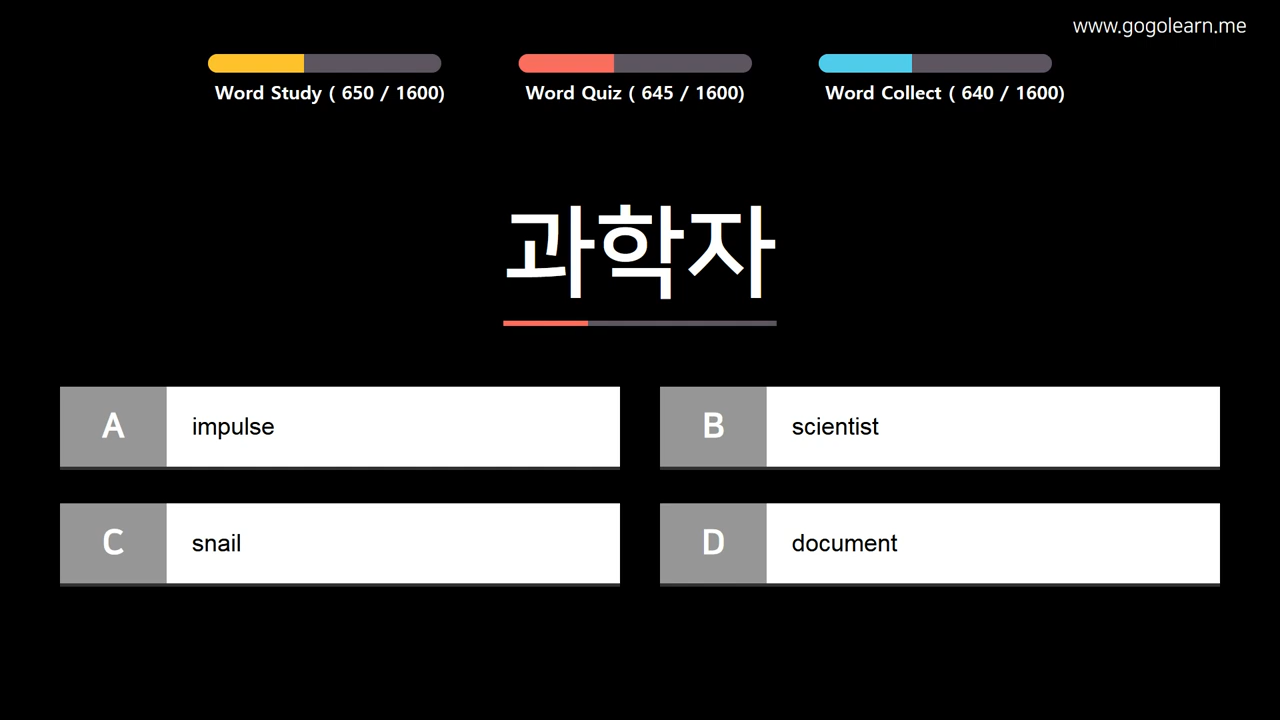 www.gogolearn.me
Word Study ( 650 / 1600)
Word Quiz ( 645 / 1600)
Word Collect ( 640 / 1600)
과학자
A impulse
B scientist
C snail
D document